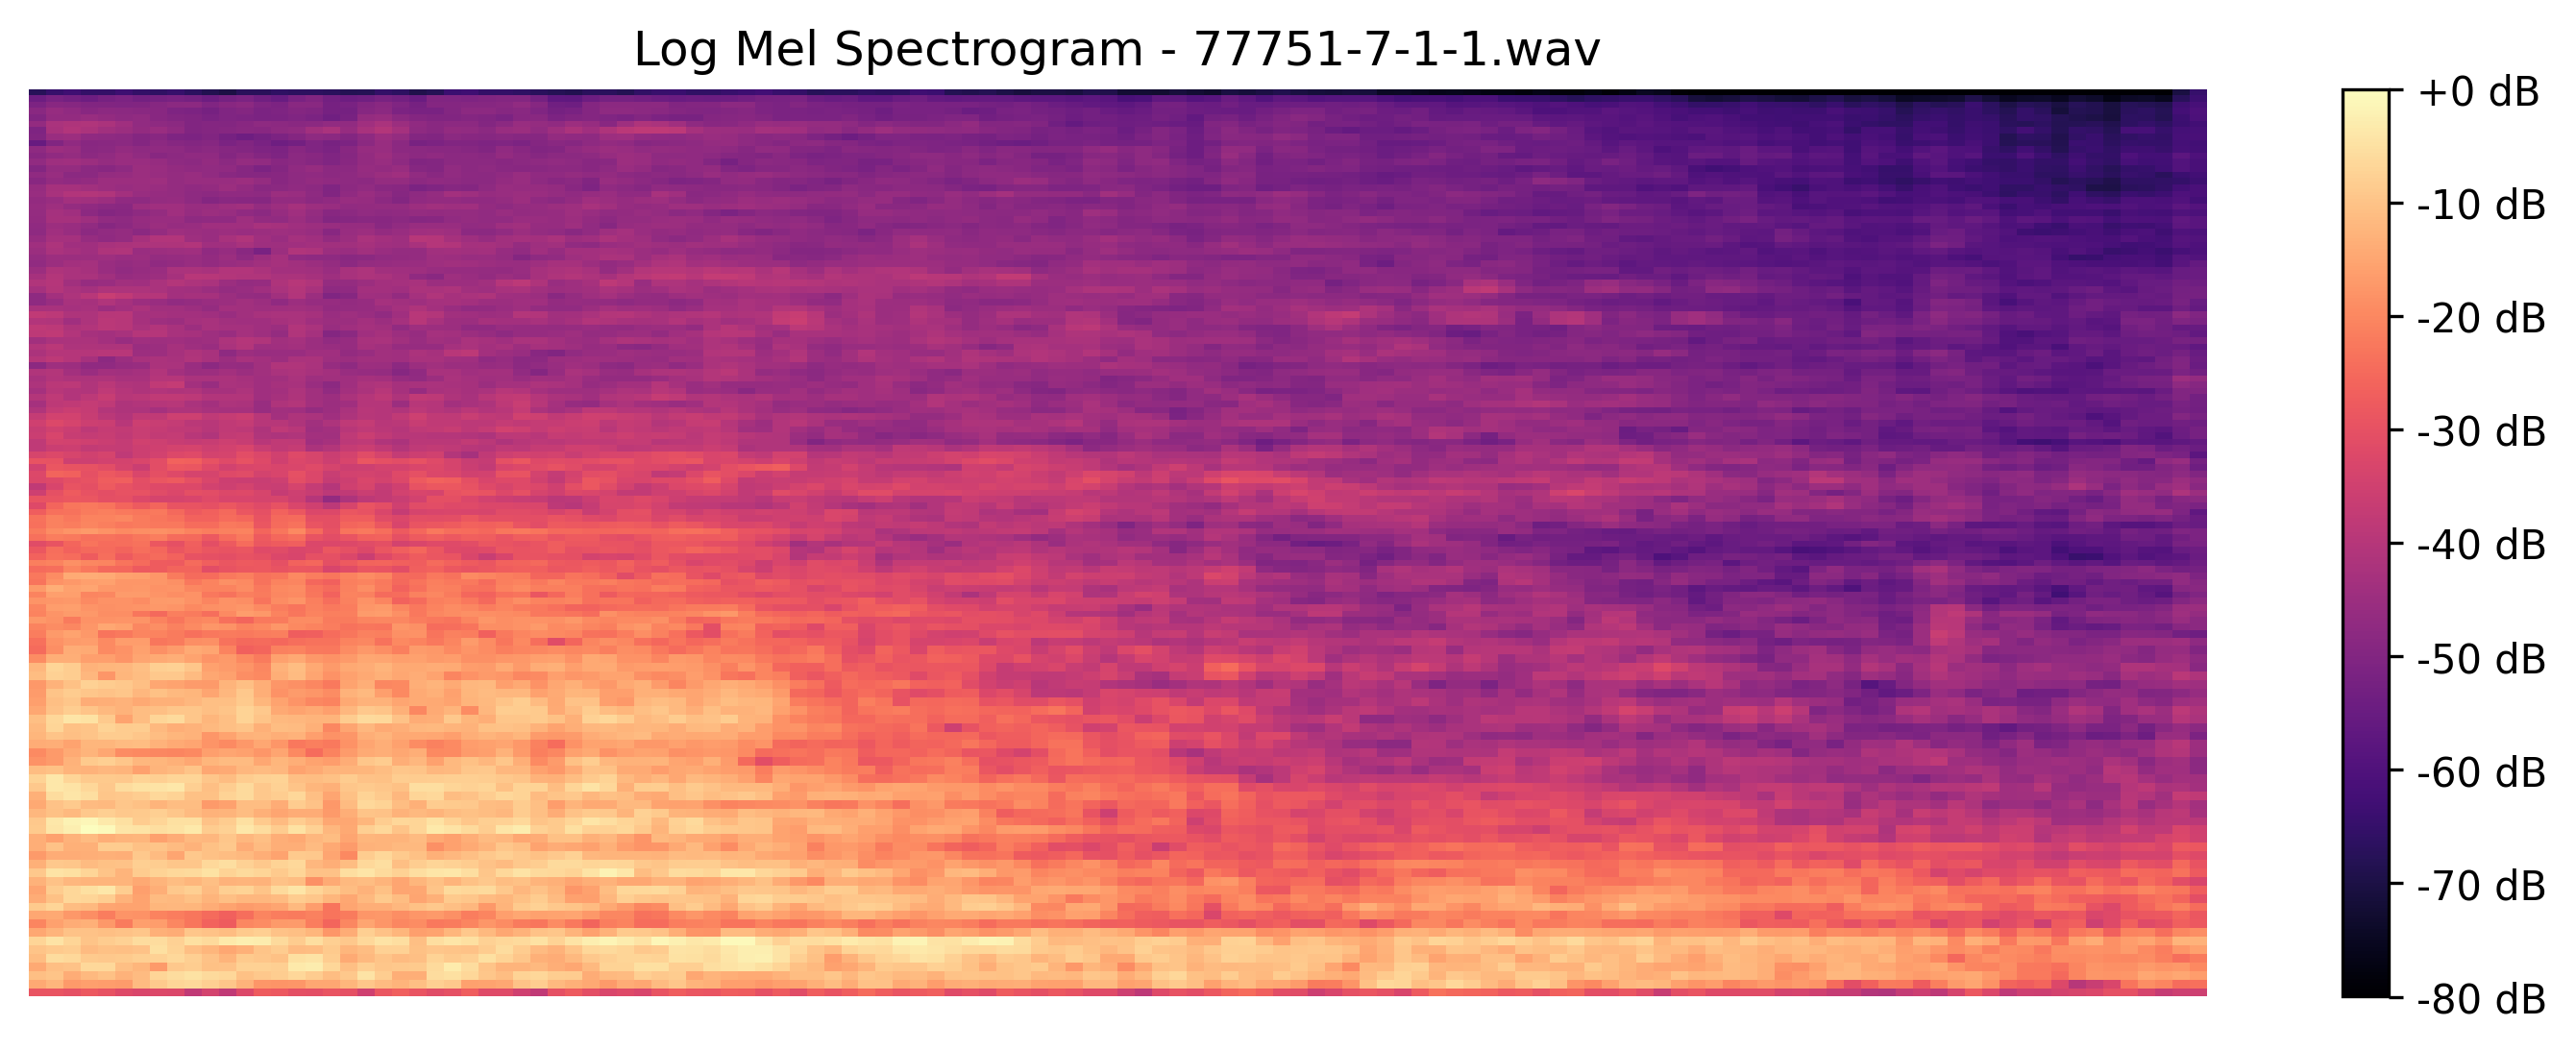 Log Mel Spectrogram - 77751-7-1-1.wav
+0 dB
-10 dB
-20 dB
-30 dB
-40 dB
-50 dB
-60 dB
-70 dB
-80 dB